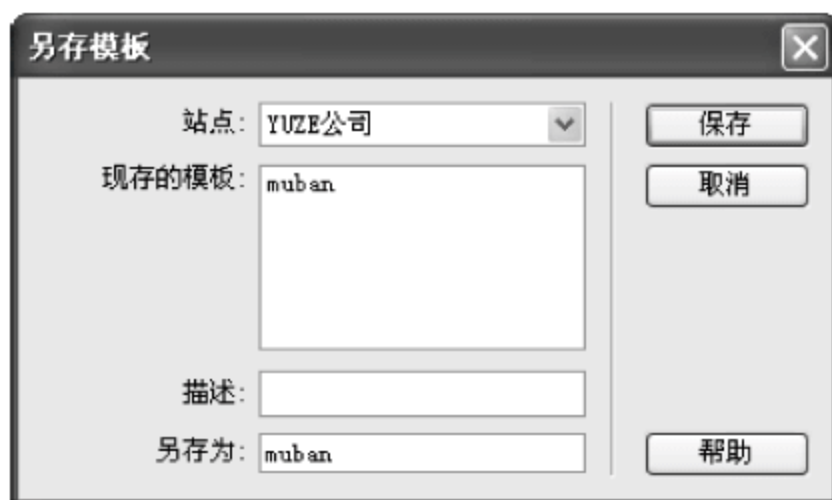 另存模板
站点: YUZE公司
保存
现存的模板: muban
取消
描述:
另存为: muban
帮助